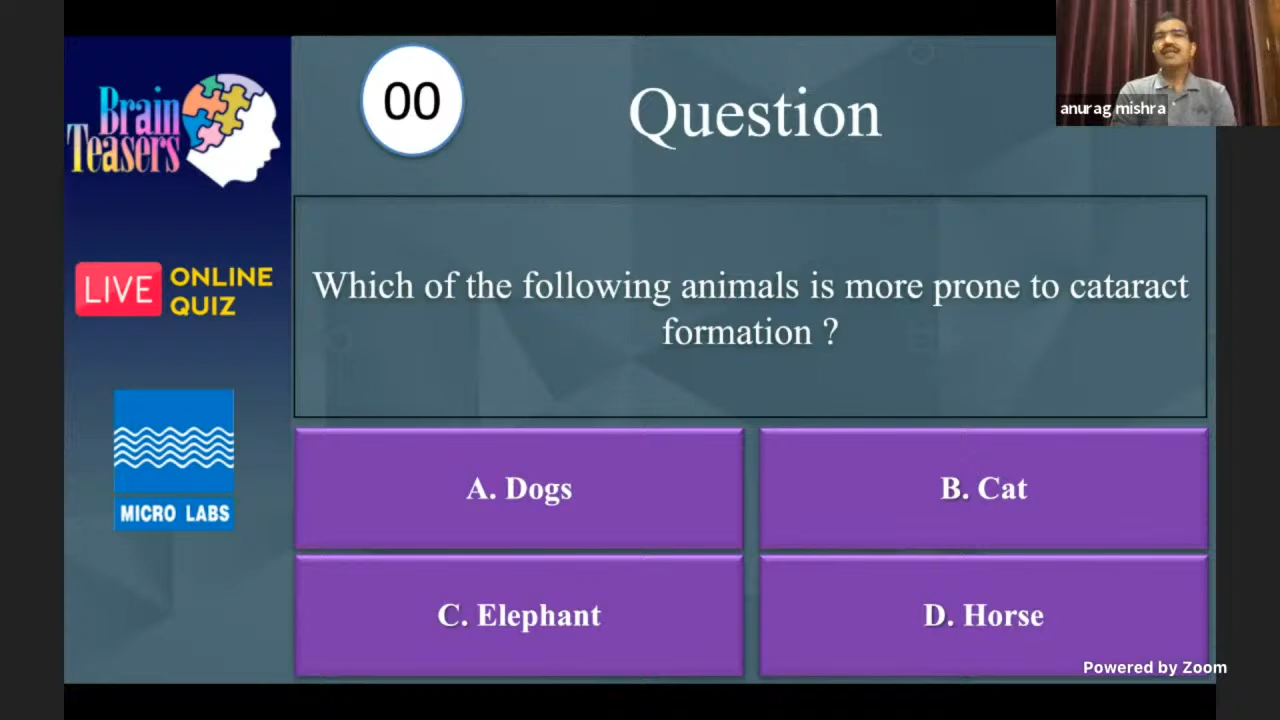 Brain
Teasers
LIVE ONLINE
QUIZ
MICRO LABS
00
Question
anurag mishra
Which of the following animals is more prone to cataract
formation ?
A. Dogs
B. Cat
C. Elephant
D. Horse
Powered by Zoom